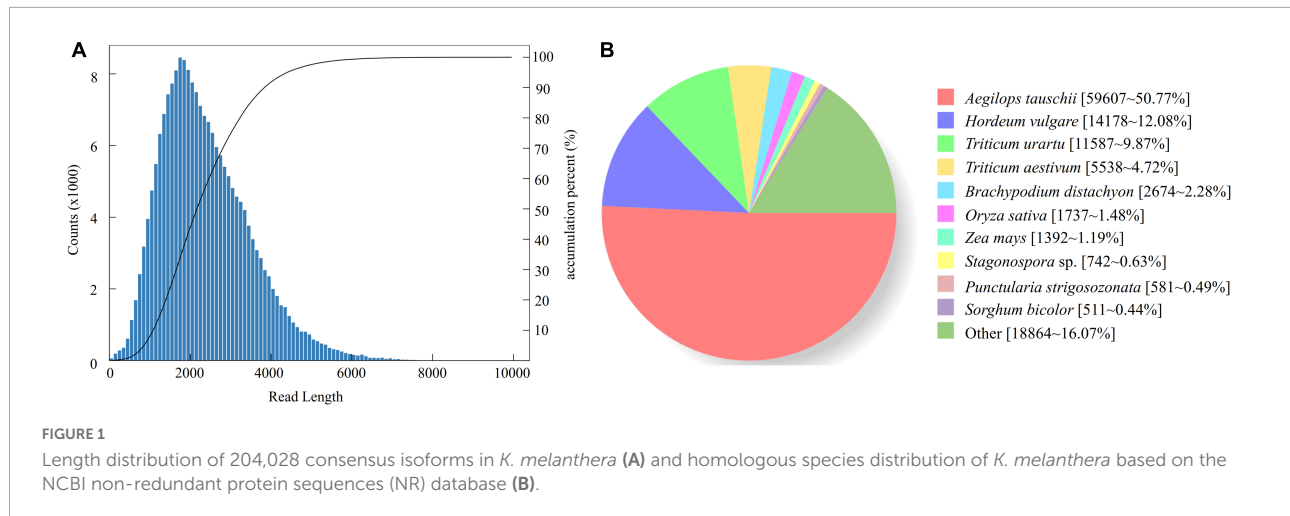 A
Counts (x1000)
8
6
4
2
0
0 2000 4000 6000 8000 10000
Read Length
100
90
80
70
60
50
40
30
20
10
accumulation percent (%)
B
Aegilops tauschii [59607~50.77%]
Hordeum vulgare [14178~12.08%]
Triticum urartu [11587~9.87%]
Triticum aestivum [5538~4.72%]
Brachypodium distachyon [2674~2.28%]
Oryza sativa [1737~1.48%]
Zea mays [1392~1.19%]
Stagonospora sp. [742~0.63%]
Punctularia strigosozonata [581~0.49%]
Sorghum bicolor [511~0.44%]
Other [18864~16.07%]
FIGURE 1
Length distribution of 204,028 consensus isoforms in K. melanthera (A) and homologous species distribution of K. melanthera based on the
NCBI non-redundant protein sequences (NR) database (B).